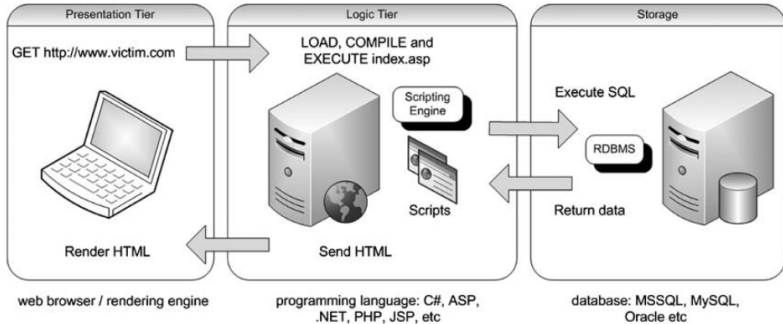 Presentation Tier
GET http://www.victim.com
Render HTML
web browser / rendering engine
Logic Tier
LOAD, COMPILE and
EXECUTE index.asp
Scripting
Engine
Scripts
Send HTML
programming language: C#, ASP,
.NET, PHP, JSP, etc
Storage
Execute SQL
RDBMS
Return data
database: MSSQL, MySQL,
Oracle etc